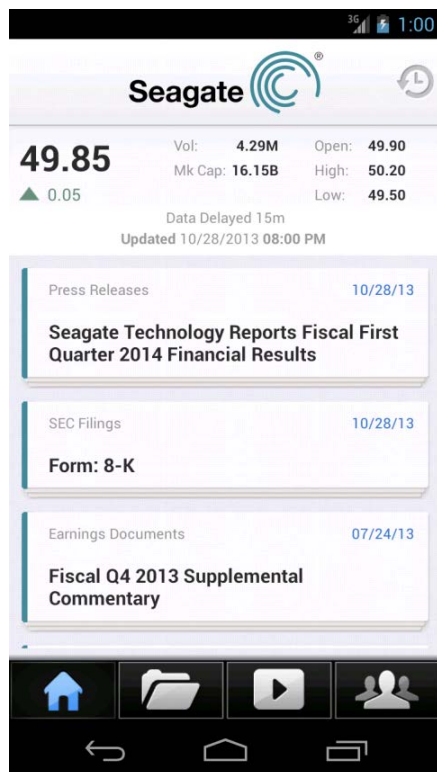 3G 1:00
Seagate ®
49.85
0.05
Vol: 4.29M Open: 49.90
Mk Cap: 16.15B High: 50.20
Low: 49.50
Data Delayed 15m
Updated 10/28/2013 08:00 PM
Press Releases 10/28/13
Seagate Technology Reports Fiscal First
Quarter 2014 Financial Results
SEC Filings 10/28/13
Form: 8-K
Earnings Documents 07/24/13
Fiscal Q4 2013 Supplemental
Commentary